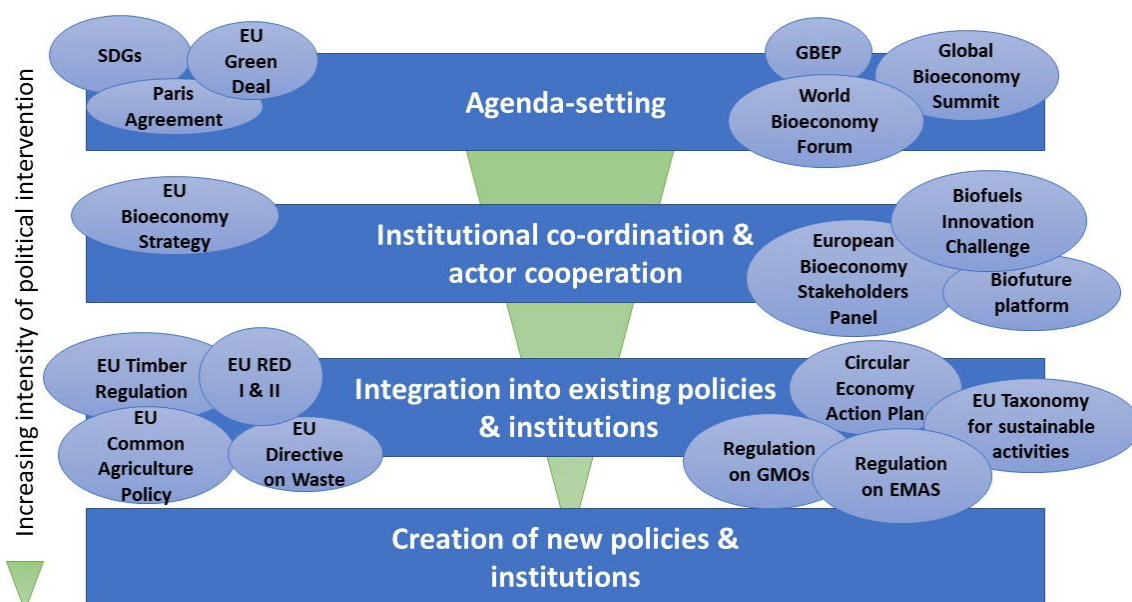 Increasing intensity of political intervention
SDGs
EU
Green
Deal
Paris
Agreement
Agenda-setting
GBEP
World
Bioeconomy
Forum
Global
Bioeconomy
Summit
EU
Bioeconomy
Strategy
Institutional co-ordination &
actor cooperation
European
Bioeconomy
Stakeholders
Panel
Biofuels
Innovation
Challenge
Biofuture
platform
EU Timber
Regulation
EU RED
I & II
EU
Common
Agriculture
Policy
EU
Directive
on Waste
Integration into existing policies
& institutions
Circular
Economy
Action Plan
EU Taxonomy
for sustainable
activities
Regulation
on GMOs
Regulation
on EMAS
Creation of new policies &
institutions